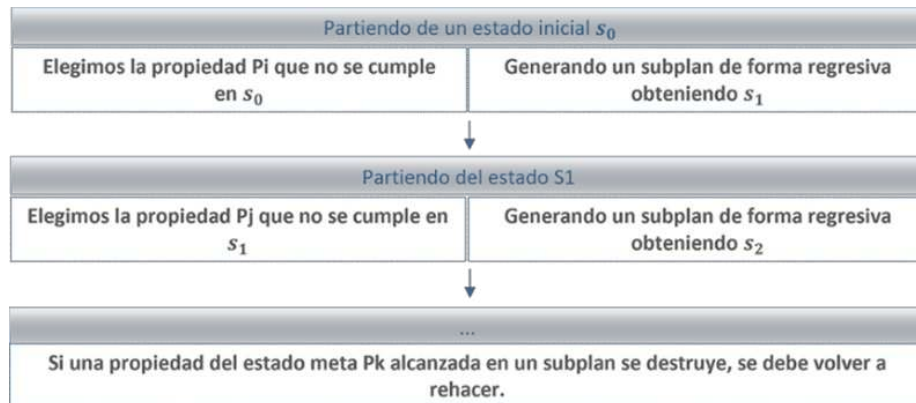 Partiendo de un estado inicial s₀
Elegimos la propiedad Pi que no se cumple
en s₀
Generando un subplan de forma regresiva
obteniendo s₁
Partiendo del estado S1
Elegimos la propiedad Pj que no se cumple en
s₁
Generando un subplan de forma regresiva
obteniendo s₂
...
Si una propiedad del estado meta Pk alcanzada en un subplan se destruye, se debe volver a
rehacer.